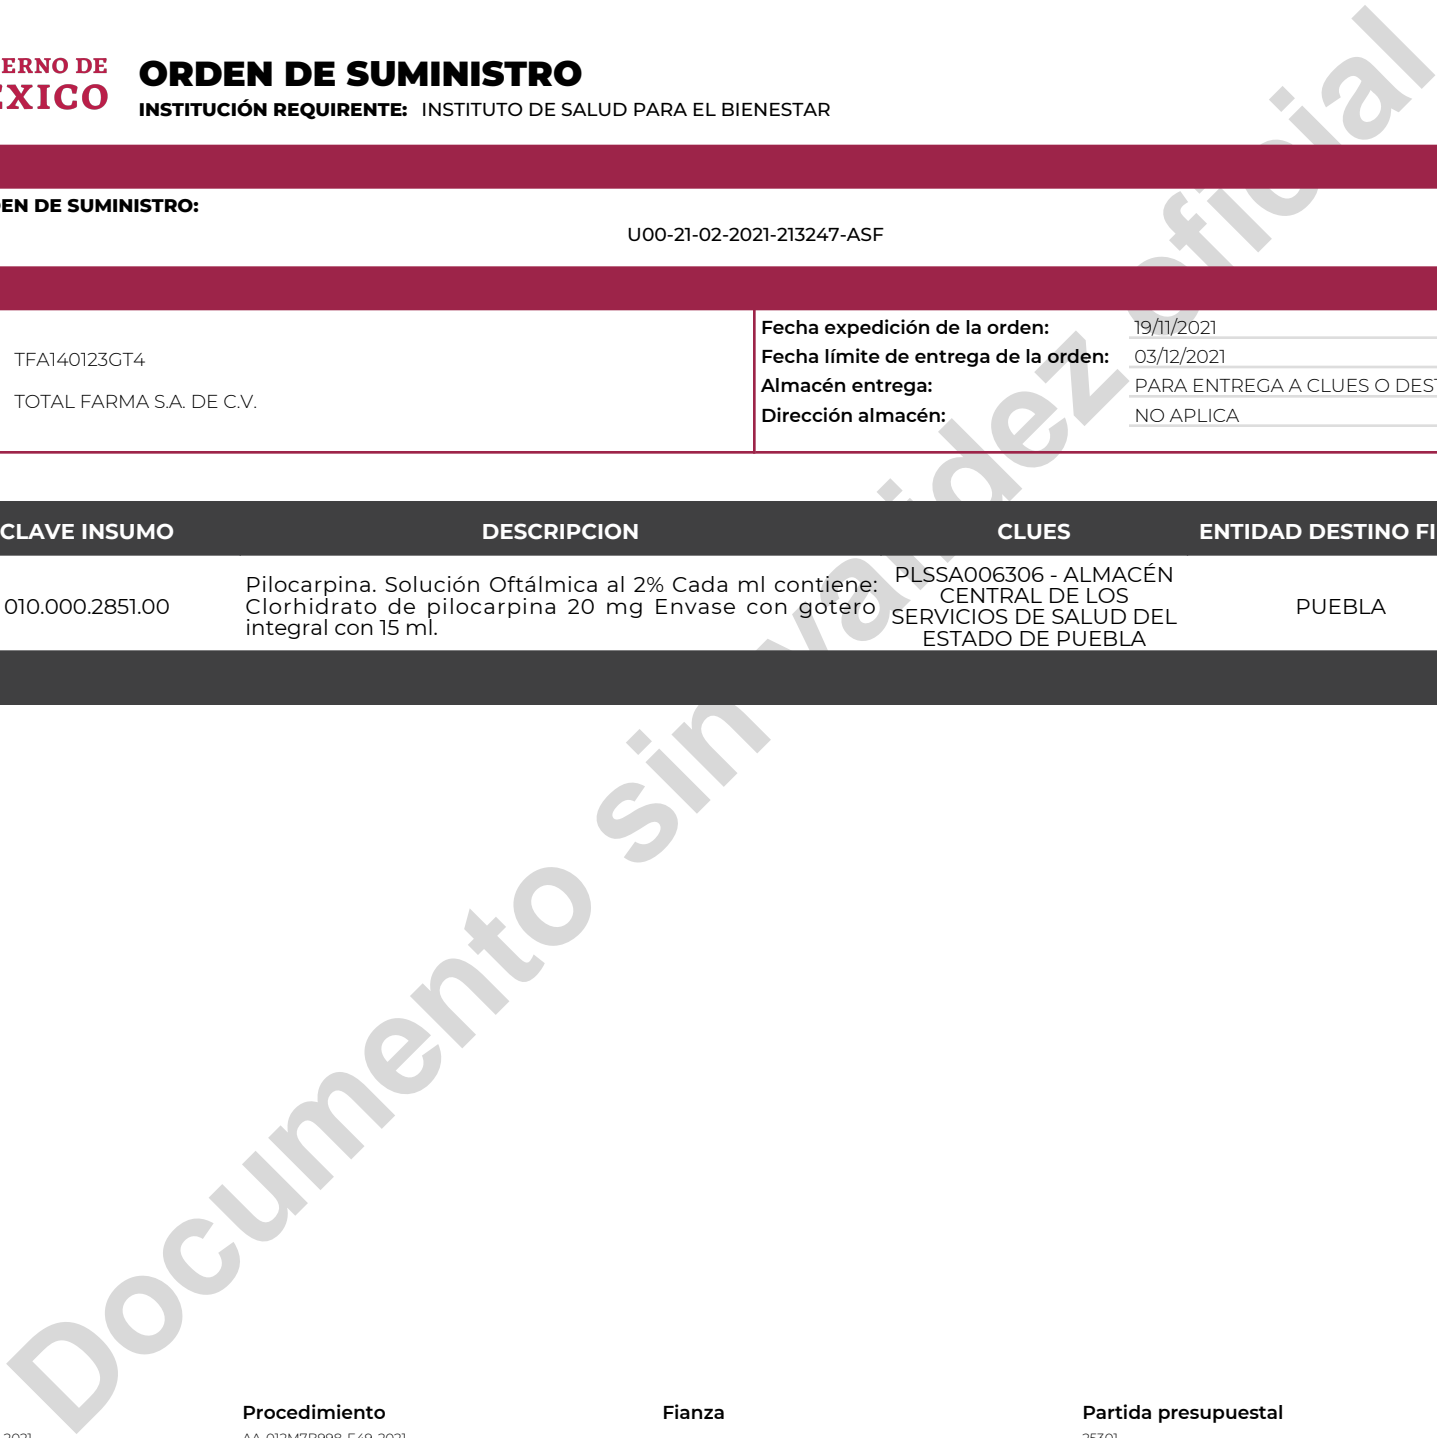 ERNO DE
ÉXICO
ORDEN DE SUMINISTRO
INSTITUCIÓN REQUIRENTE: INSTITUTO DE SALUD PARA EL BIENESTAR
EN DE SUMINISTRO:
U00-21-02-2021-213247-ASF
TFA140123GT4
TOTAL FARMA S.A. DE C.V.
Fecha expedición de la orden: 19/11/2021
Fecha límite de entrega de la orden: 03/12/2021
Almacén entrega: PARA ENTREGA A CLUES O DEST
Dirección almacén: NO APLICA
CLAVE INSUMO DESCRIPCION CLUES ENTIDAD DESTINO FI
010.000.2851.00
Pilocarpina. Solución Oftálmica al 2% Cada ml contiene:
Clorhidrato de pilocarpina 20 mg Envase con gotero
integral con 15 ml.
PLSSA006306 - ALMACÉN
CENTRAL DE LOS
SERVICIOS DE SALUD DEL
ESTADO DE PUEBLA
PUEBLA
Documento sin validez oficial
Procedimiento Fianza Partida presupuestal